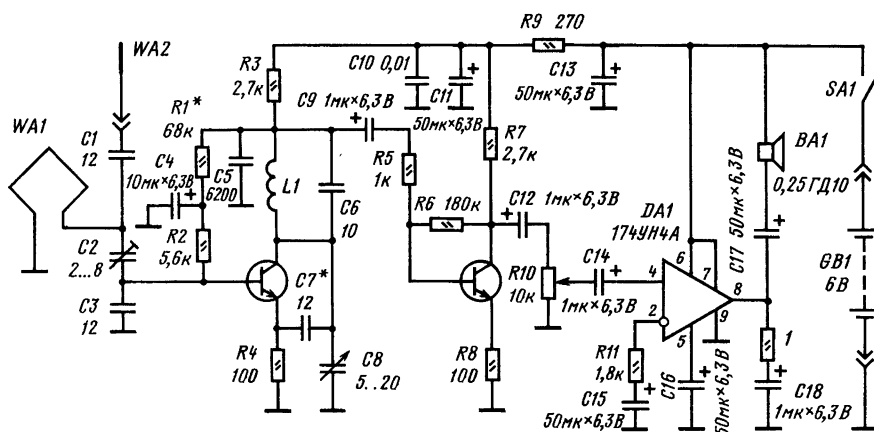 WA2
WA1
C1
12
C2
2...8
C3
12
R1*
68к
C4
10мк×6,3В
R2
5,6к
R3
2,7к
C5
6200
L1
C6
10
C7*
12
R4
100
C8
5..20
C9 1мк×6,3В
R5
1к
R6 180к
C10 0,01
C11
50мк×6,3В
R7
2,7к
R8
100
R9 270
C12 1мк×6,3В
R10
10к
C13
50мк×6,3В
C14
1мк×6,3В
DA1
174УН4А
4
2
6
7
8
9
5
R11
1,8к
C15
50мк×6,3В
C16
50мк×6,3В
C17
50мк×6,3В
BA1
0,25ГД10
1
C18
1мк×6,3В
SA1
GB1
6В